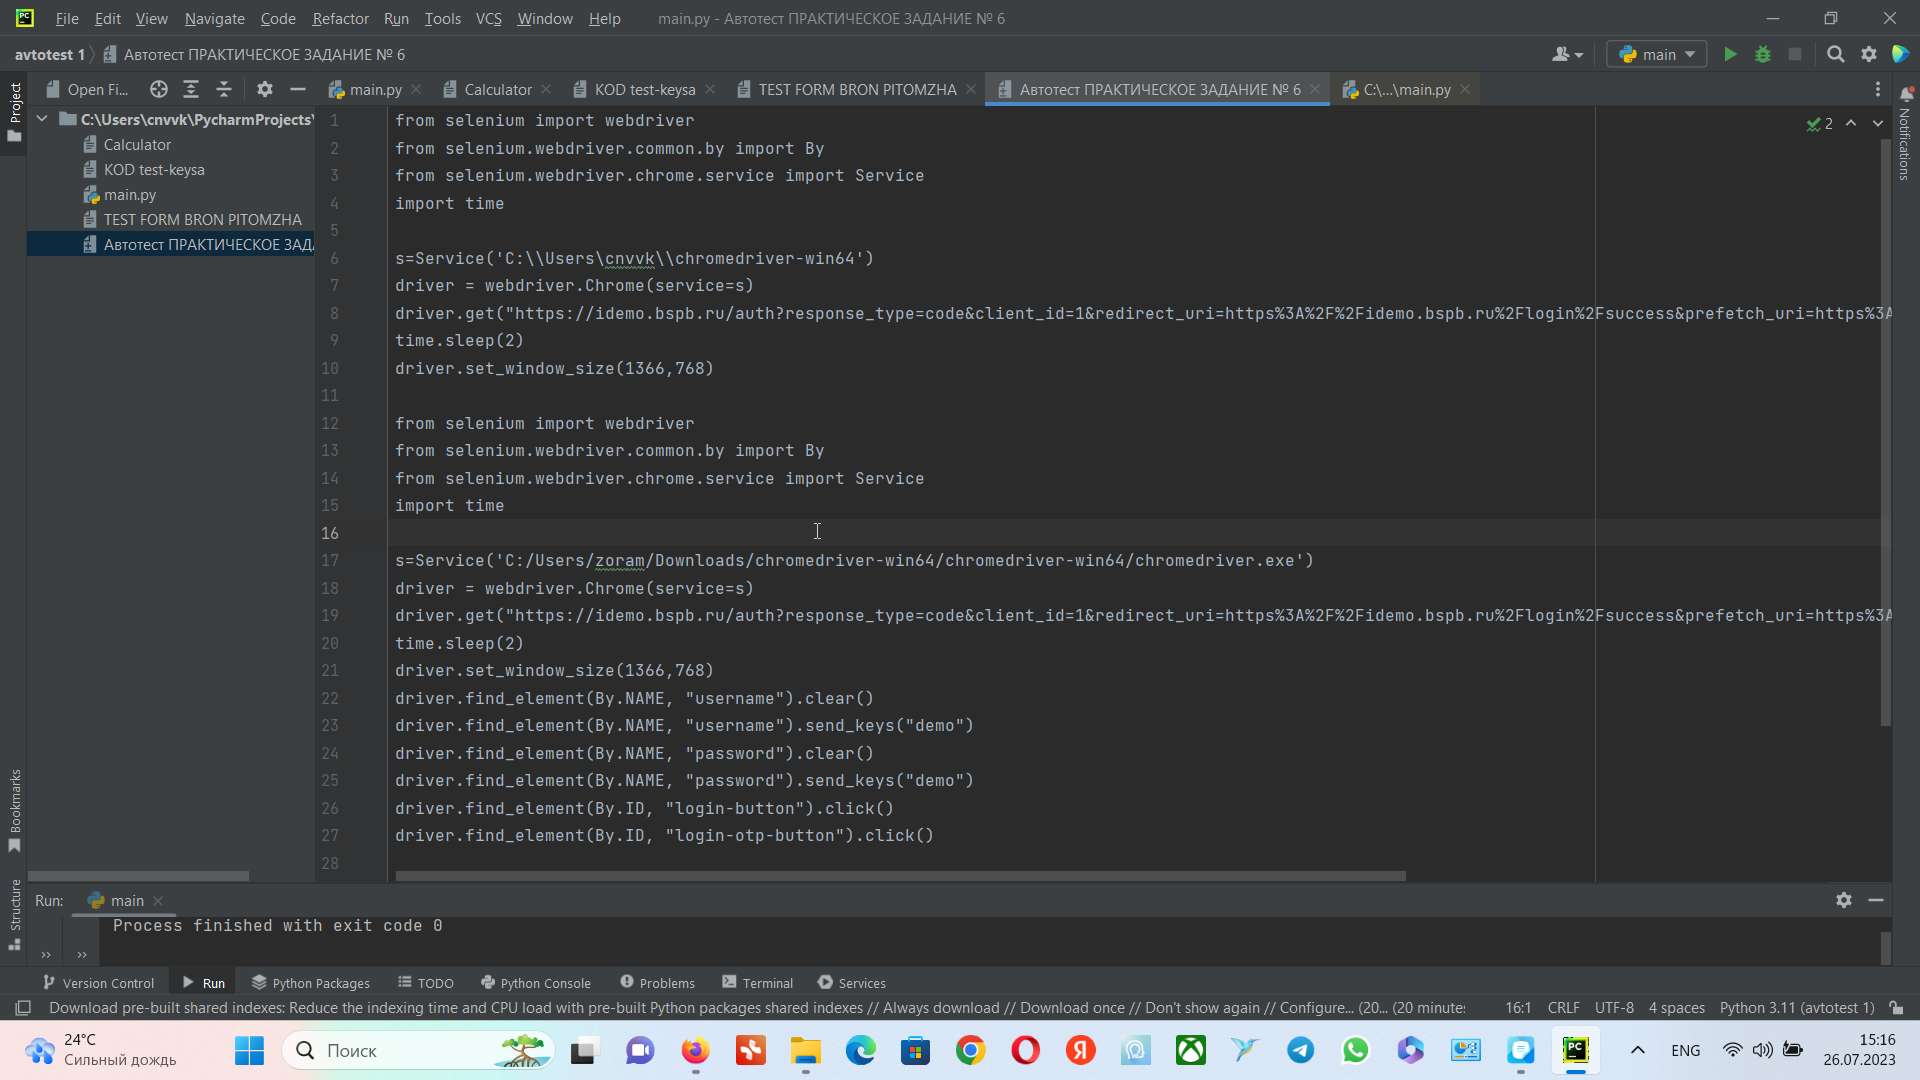 PC File Edit View Navigate Code Refactor Run Tools VCS Window Help main.py - Автотест ПРАКТИЧЕСКОЕ ЗАДАНИЕ № 6
avtotest 1 Автотест ПРАКТИЧЕСКОЕ ЗАДАНИЕ № 6 main
Project Open Fi... main.py Calculator KOD test-keysa TEST FORM BRON PITOMZHA Автотест ПРАКТИЧЕСКОЕ ЗАДАНИЕ № 6 C:\...\main.py
Notifications
C:\Users\cnvvk\PycharmProjects\
Calculator
KOD test-keysa
main.py
TEST FORM BRON PITOMZHA
Автотест ПРАКТИЧЕСКОЕ ЗАД
2
1 from selenium import webdriver
2 from selenium.webdriver.common.by import By
3 from selenium.webdriver.chrome.service import Service
4 import time
5
6 s=Service('C:\\Users\cnvvk\\chromedriver-win64')
7 driver = webdriver.Chrome(service=s)
8 driver.get("https://idemo.bspb.ru/auth?response_type=code&client_id=1&redirect_uri=https%3A%2F%2Fidemo.bspb.ru%2Flogin%2Fsuccess&prefetch_uri=https%3A
9 time.sleep(2)
10 driver.set_window_size(1366,768)
11
12 from selenium import webdriver
13 from selenium.webdriver.common.by import By
14 from selenium.webdriver.chrome.service import Service
15 import time
16
17 s=Service('C:/Users/zoram/Downloads/chromedriver-win64/chromedriver-win64/chromedriver.exe')
18 driver = webdriver.Chrome(service=s)
19 driver.get("https://idemo.bspb.ru/auth?response_type=code&client_id=1&redirect_uri=https%3A%2F%2Fidemo.bspb.ru%2Flogin%2Fsuccess&prefetch_uri=https%3A
20 time.sleep(2)
21 driver.set_window_size(1366,768)
22 driver.find_element(By.NAME, "username").clear()
23 driver.find_element(By.NAME, "username").send_keys("demo")
24 driver.find_element(By.NAME, "password").clear()
25 driver.find_element(By.NAME, "password").send_keys("demo")
26 driver.find_element(By.ID, "login-button").click()
27 driver.find_element(By.ID, "login-otp-button").click()
28
Bookmarks
Structure
Run: main
Process finished with exit code 0
Version Control Run Python Packages TODO Python Console Problems Terminal Services
Download pre-built shared indexes: Reduce the indexing time and CPU load with pre-built Python packages shared indexes // Always download // Download once // Don't show again // Configure... (20... (20 minute: 16:1 CRLF UTF-8 4 spaces Python 3.11 (avtotest 1)
24°C
Сильный дождь
Поиск
Я
PC
ENG
15:16
26.07.2023